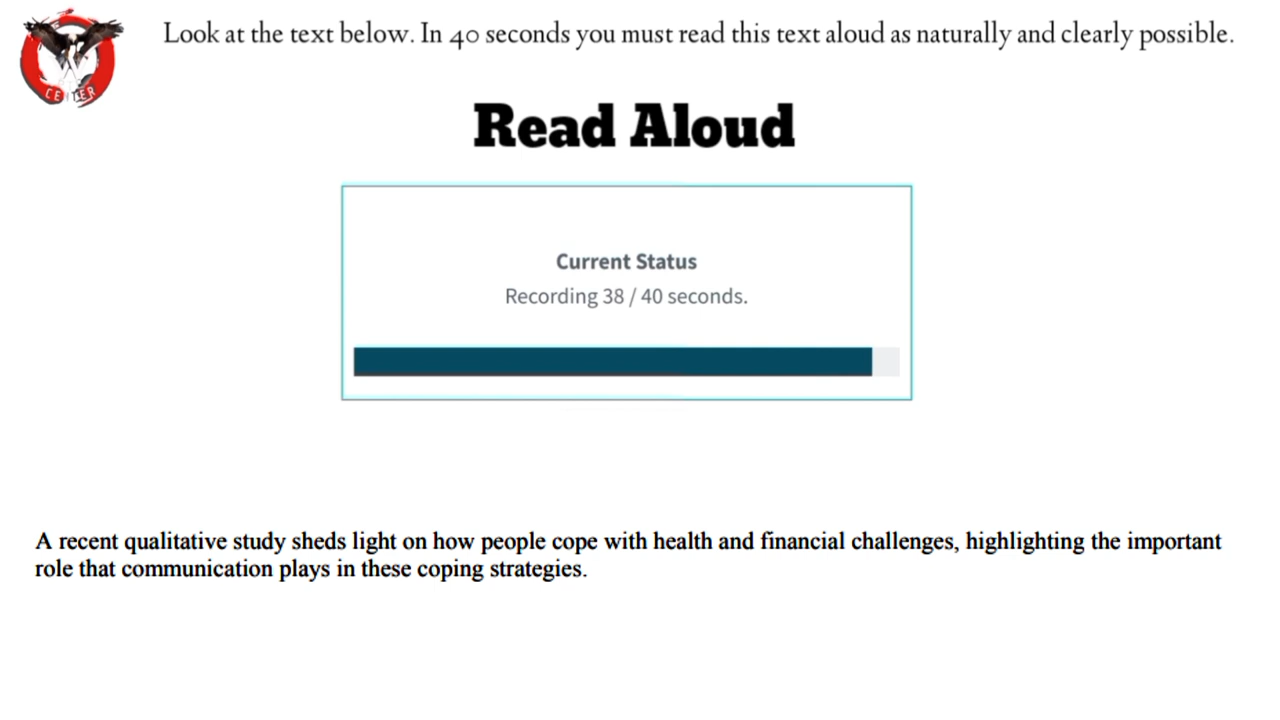 CENTER
Look at the text below. In 40 seconds you must read this text aloud as naturally and clearly possible.
Read Aloud
Current Status
Recording 38 / 40 seconds.
A recent qualitative study sheds light on how people cope with health and financial challenges, highlighting the important
role that communication plays in these coping strategies.